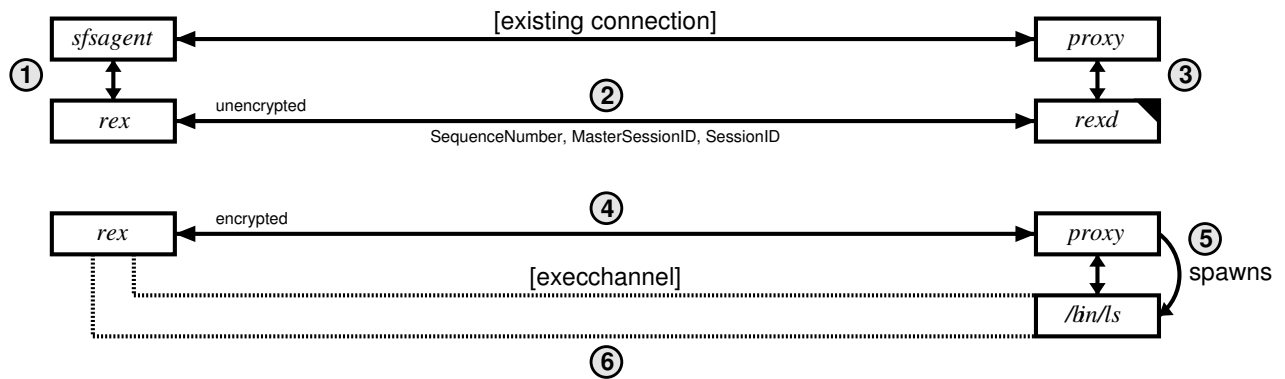 [existing connection]
sfsagent
proxy
1
3
2
unencrypted
rex
rexd
SequenceNumber, MasterSessionID, SessionID
4
encrypted
rex
proxy
5
spawns
[execchannel]
/bin/ls
6